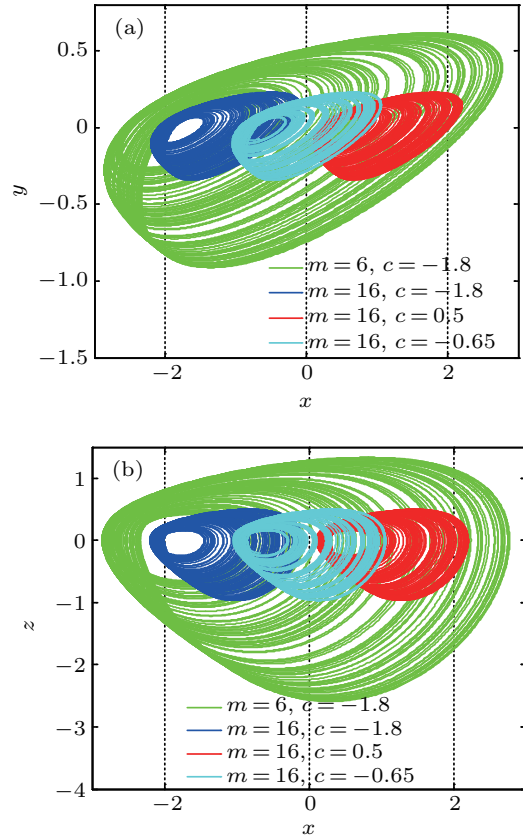 (a)
0.5
0
−0.5
−1.0
−1.5
y
m = 6, c = −1.8
m = 16, c = −1.8
m = 16, c = 0.5
m = 16, c = −0.65
−2
0
2
x
(b)
1
0
−1
−2
−3
−4
z
m = 6, c = −1.8
m = 16, c = −1.8
m = 16, c = 0.5
m = 16, c = −0.65
−2
0
2
x